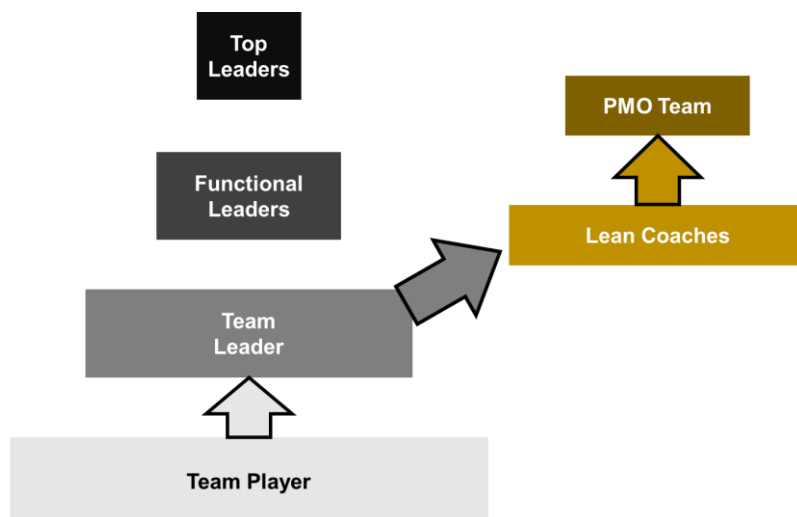 Top
Leaders
PMO Team
Functional
Leaders
Lean Coaches
Team
Leader
Team Player